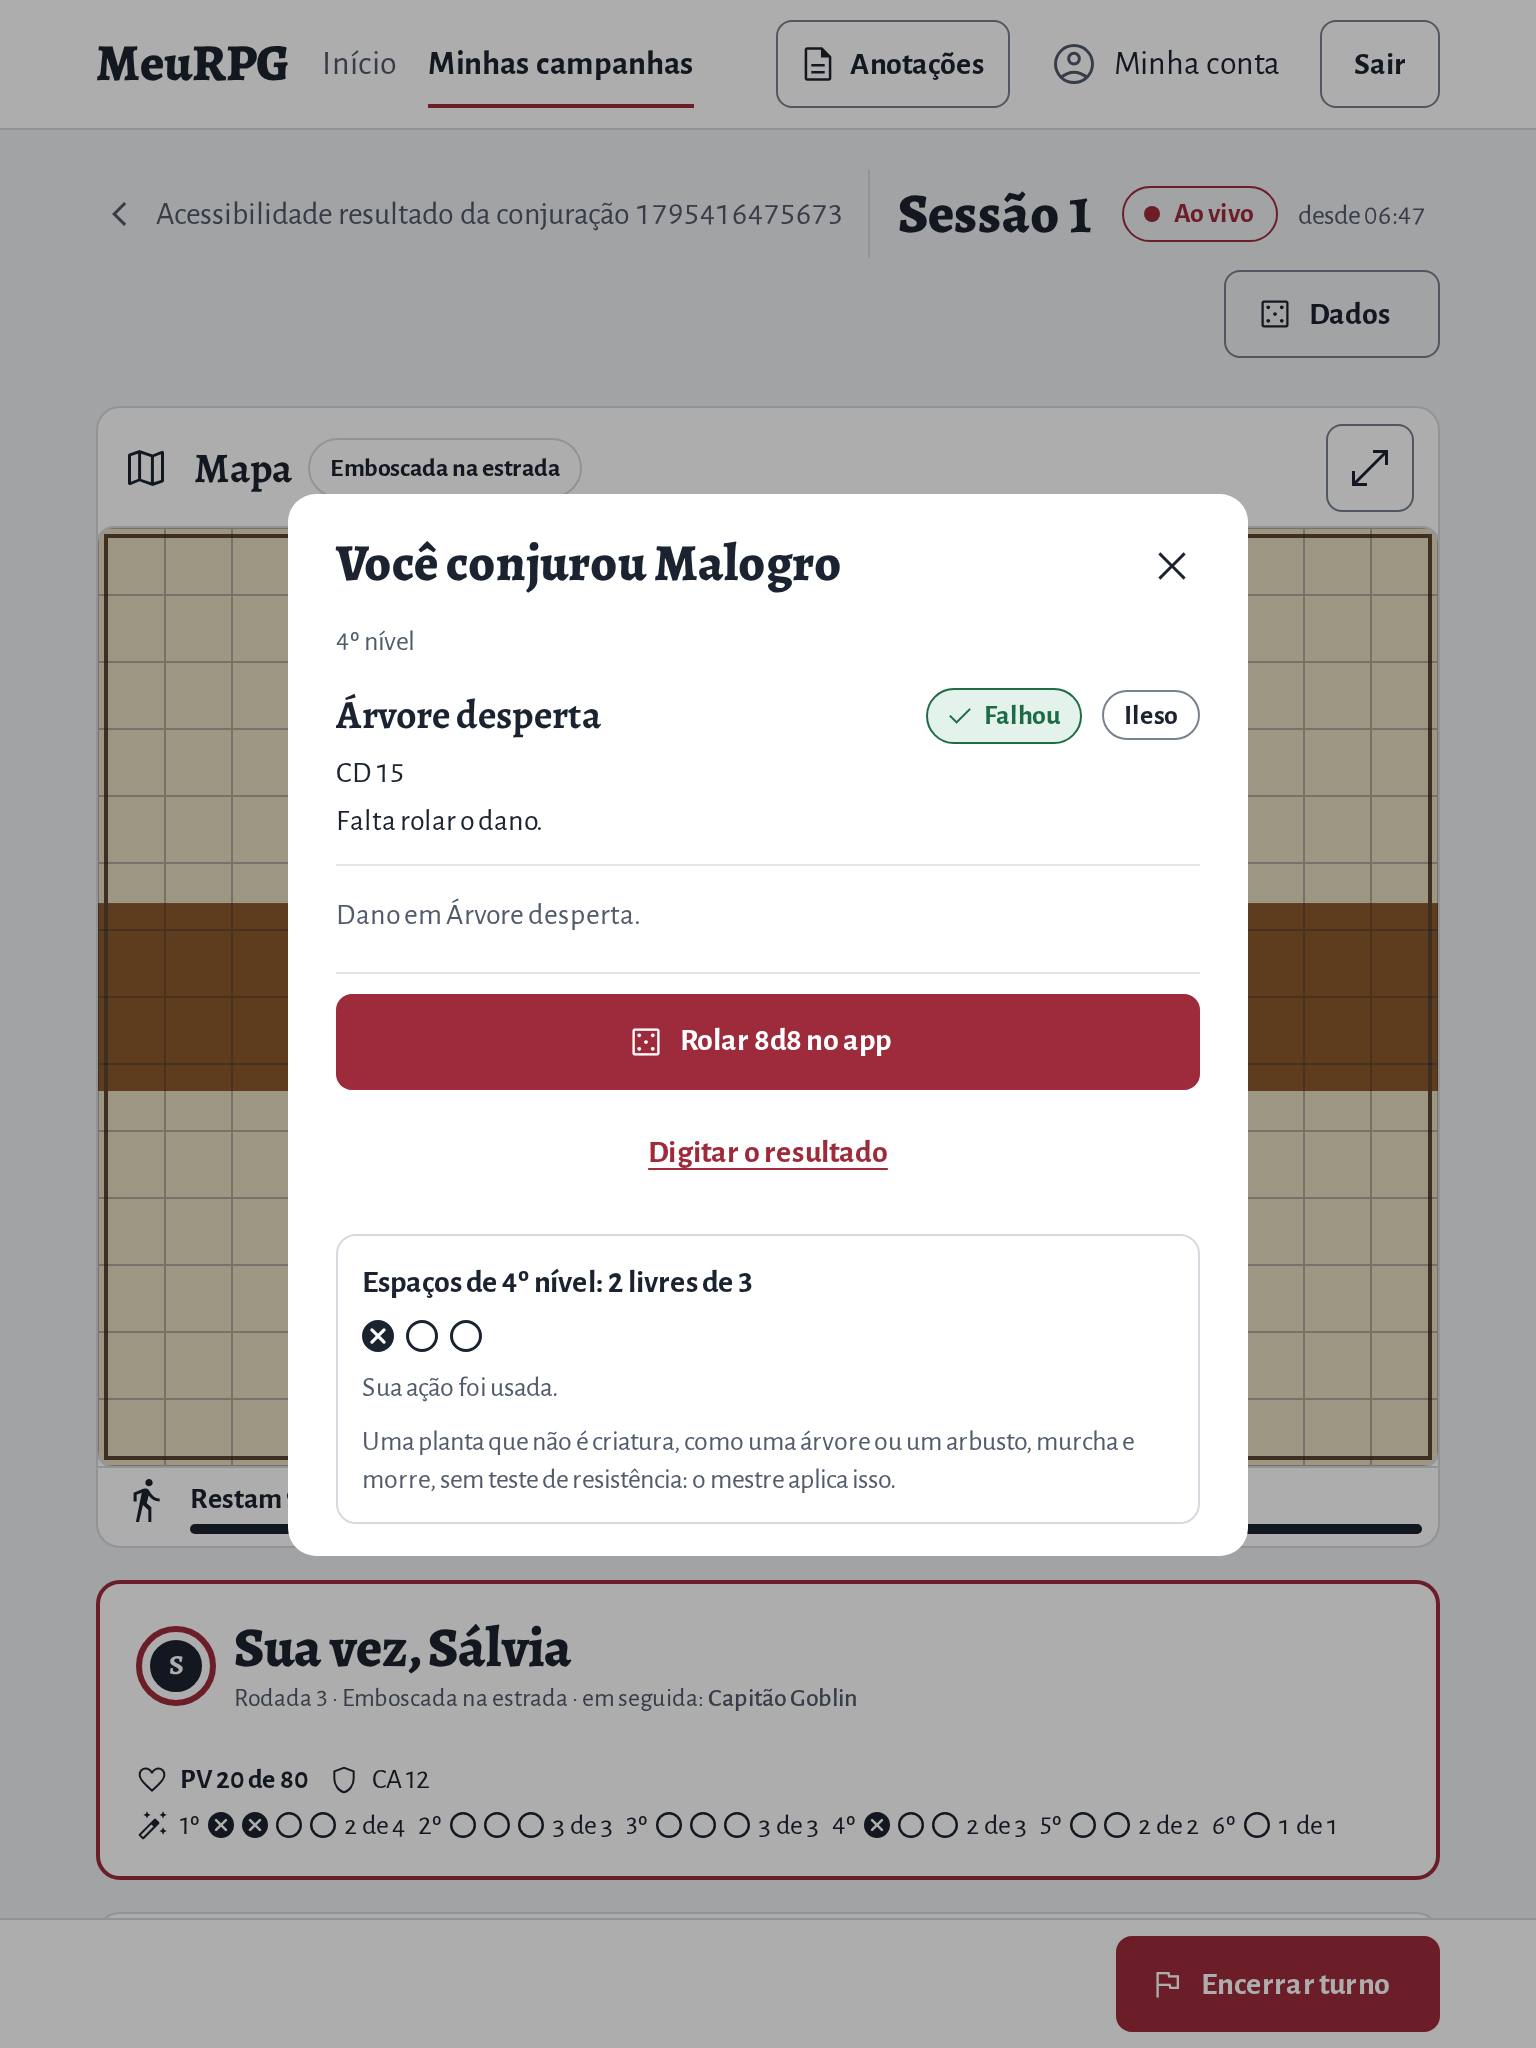 MeuRPG Início Minhas campanhas Anotações Minha conta Sair
Acessibilidade resultado da conjuração 1795416475673 Sessão 1 Ao vivo desde 06:47
Dados
Mapa Emboscada na estrada
Você conjurou Malogro
4º nível
Árvore desperta Falhou Ileso
CD 15
Falta rolar o dano.
Dano em Árvore desperta.
Rolar 8d8 no app
Digitar o resultado
Espaços de 4º nível: 2 livres de 3
Sua ação foi usada.
Uma planta que não é criatura, como uma árvore ou um arbusto, murcha e
morre, sem teste de resistência: o mestre aplica isso.
Restam
S Sua vez, Sálvia
Rodada 3 · Emboscada na estrada · em seguida: Capitão Goblin
PV 20 de 80 CA 12
1º 2 de 4 2º 3 de 3 3º 3 de 3 4º 2 de 3 5º 2 de 2 6º 1 de 1
Encerrar turno